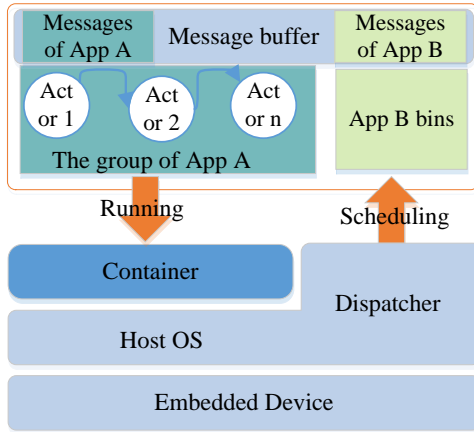 Messages
of App A
Message buffer
Messages
of App B
Act
or 1
Act
or 2
Act
or n
App B bins
The group of App A
Running
Scheduling
Container
Dispatcher
Host OS
Embedded Device